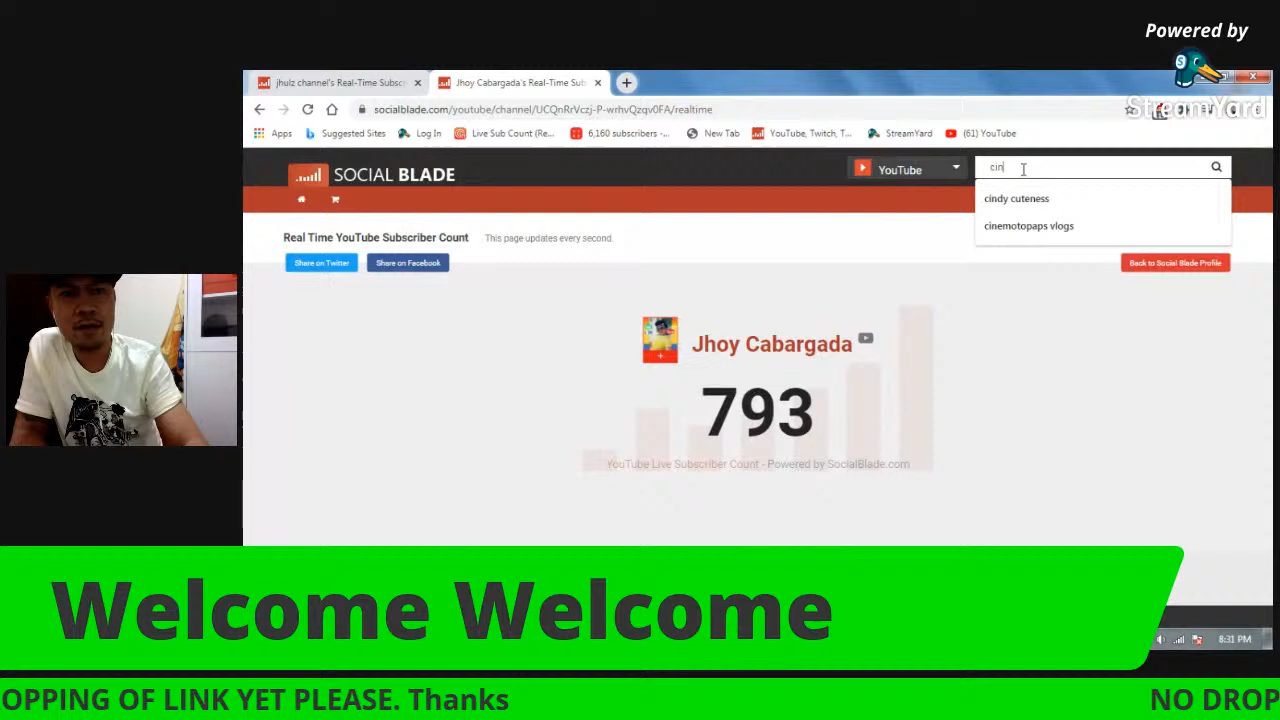 Powered by
StreamYard
jhulz channel's Real-Time Subscr
Jhoy Cabargada's Real-Time Sub
socialblade.com/youtube/channel/UCQnRrVczj-P-wrhvQzqv0FA/realtime
Apps
Suggested Sites
Log In
Live Sub Count (Re...
6,160 subscribers -...
New Tab
YouTube, Twitch, T...
StreamYard
(61) YouTube
SOCIAL BLADE
YouTube
cin
cindy cuteness
cinemotopaps vlogs
Real Time YouTube Subscriber Count
This page updates every second.
Share on Twitter
Share on Facebook
Back to Social Blade Profile
Jhoy Cabargada
793
YouTube Live Subscriber Count - Powered by SocialBlade.com
Welcome Welcome
8:31 PM
OPPING OF LINK YET PLEASE. Thanks
NO DROP